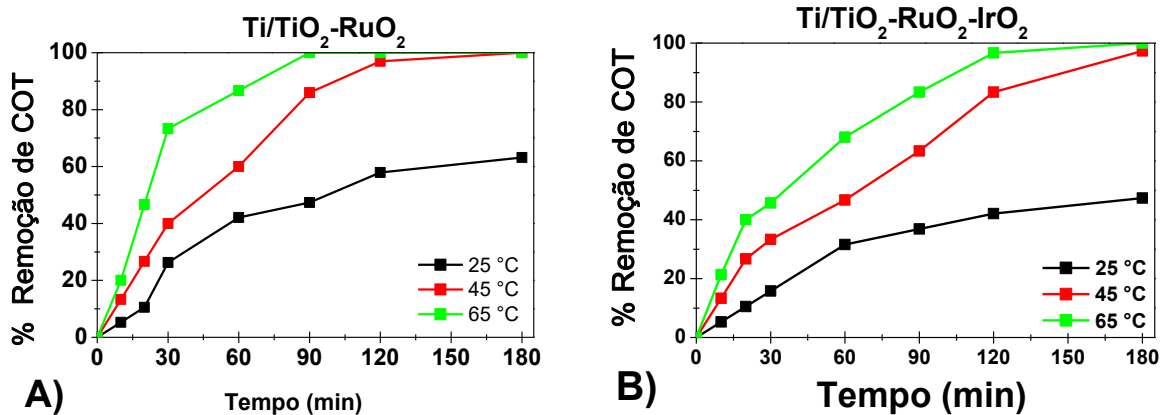 Ti/TiO₂-RuO₂
% Remoção de COT
100
80
60
40
20
0
0 30 60 90 120 150 180
25 °C
45 °C
65 °C
Tempo (min)
A)
Ti/TiO₂-RuO₂-IrO₂
% Remoção de COT
100
80
60
40
20
0
0 30 60 90 120 150 180
25 °C
45 °C
65 °C
Tempo (min)
B)